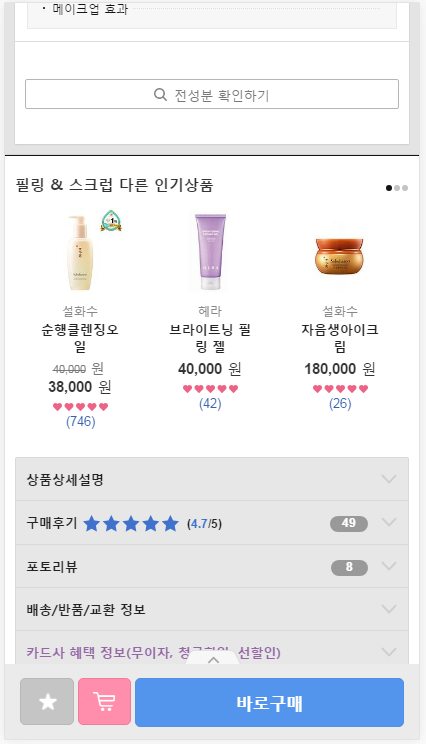 · 메이크업 효과
전성분 확인하기
필링 & 스크럽 다른 인기상품
설화수
순행클렌징오
일
40,000 원
38,000 원
(746)
헤라
브라이트닝 필
링 젤
40,000 원
(42)
설화수
자음생아이크
림
180,000 원
(26)
상품상세설명
구매후기 (4.7/5) 49
포토리뷰 8
배송/반품/교환 정보
카드사 혜택 정보(무이자, 청구할인, 선할인)
바로구매